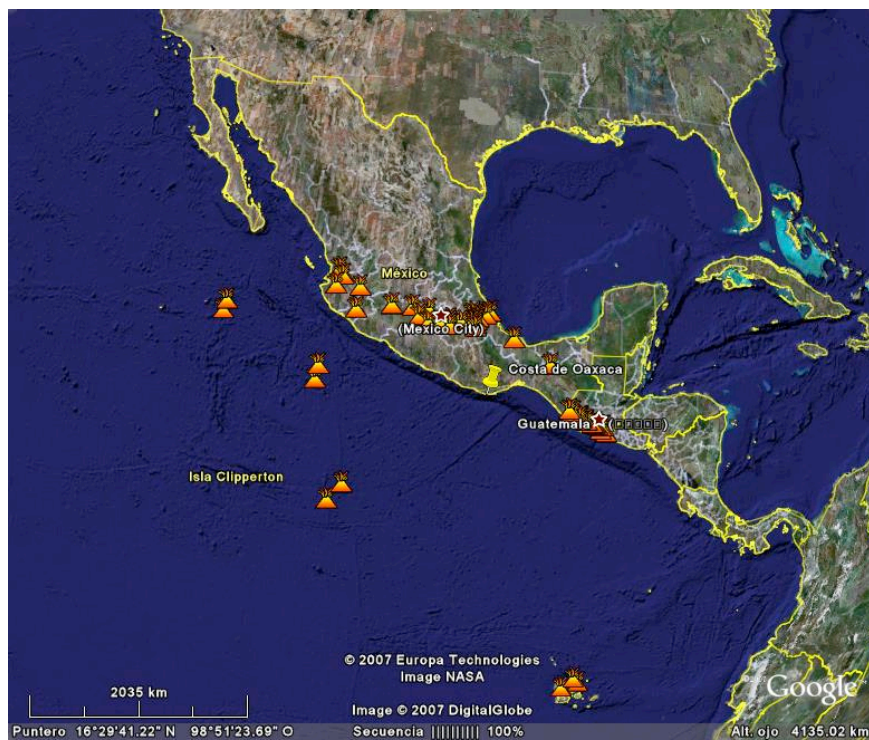 México
(Mexico City)
Costa de Oaxaca
Guatemala
Isla Clipperton
© 2007 Europa Technologies
Image NASA
2035 km
Image © 2007 DigitalGlobe
Google
Puntero 16°29'41.22" N 98°51'23.69" O
Secuencia |||||||||| 100%
Alt. ojo 4135.02 km